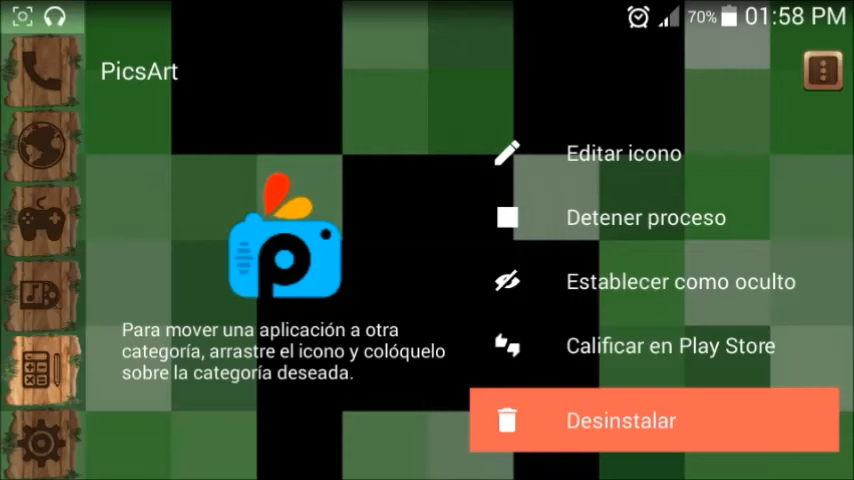 70% 01:58 PM
PicsArt
Editar icono
Detener proceso
Establecer como oculto
Calificar en Play Store
Desinstalar
Para mover una aplicación a otra
categoría, arrastre el icono y colóquelo
sobre la categoría deseada.